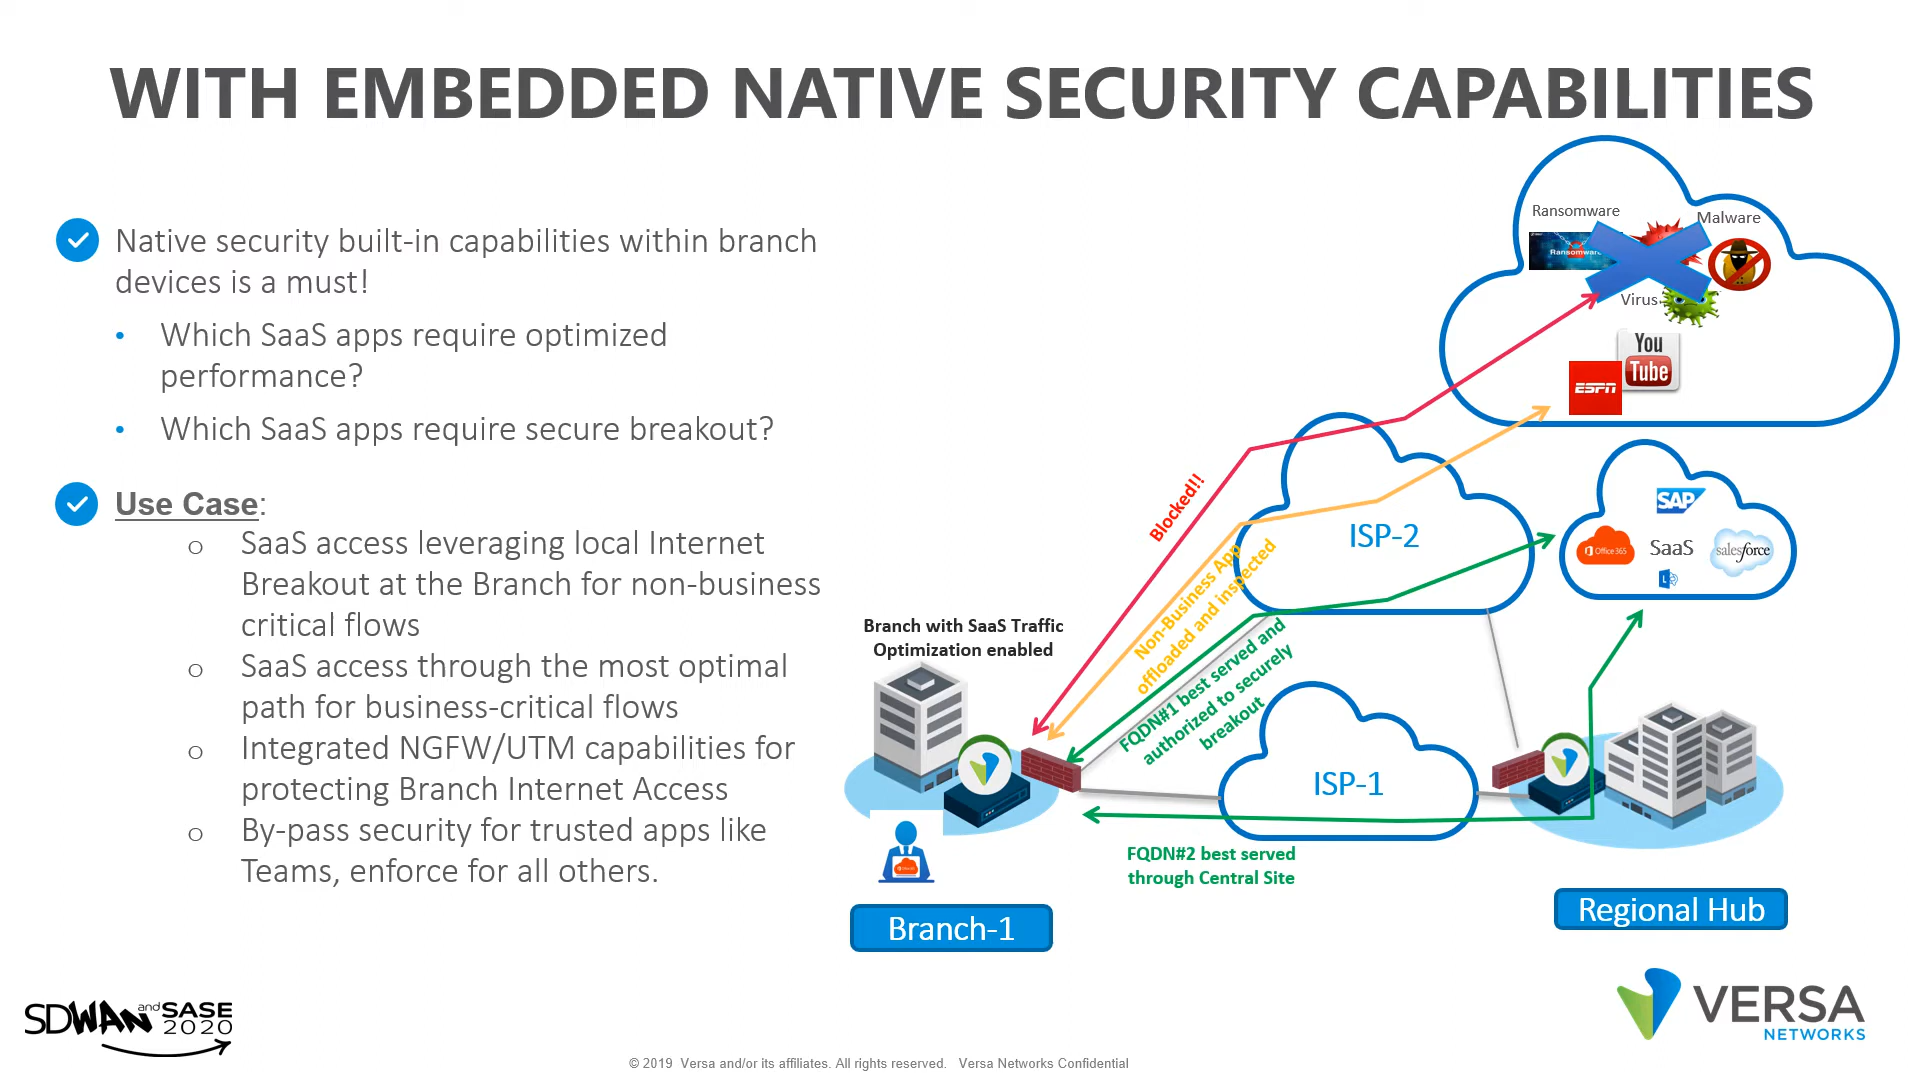 WITH EMBEDDED NATIVE SECURITY CAPABILITIES
Native security built-in capabilities within branch
devices is a must!
• Which SaaS apps require optimized
performance?
• Which SaaS apps require secure breakout?
Use Case:
o SaaS access leveraging local Internet
Breakout at the Branch for non-business
critical flows
o SaaS access through the most optimal
path for business-critical flows
o Integrated NGFW/UTM capabilities for
protecting Branch Internet Access
o By-pass security for trusted apps like
Teams, enforce for all others.
Ransomware
Malware
Ransomware
Virus
You
Tube
ESPN
Blocked!!
Non-Business App
offloaded and inspected
ISP-2
SAP
Office 365
SaaS
salesforce
L
Branch with SaaS Traffic
Optimization enabled
FQDN#1 best served and
authorized to securely
breakout
ISP-1
FQDN#2 best served
through Central Site
Branch-1
Regional Hub
SDWAN and SASE
2020
VERSA
NETWORKS
© 2019 Versa and/or its affiliates. All rights reserved. Versa Networks Confidential